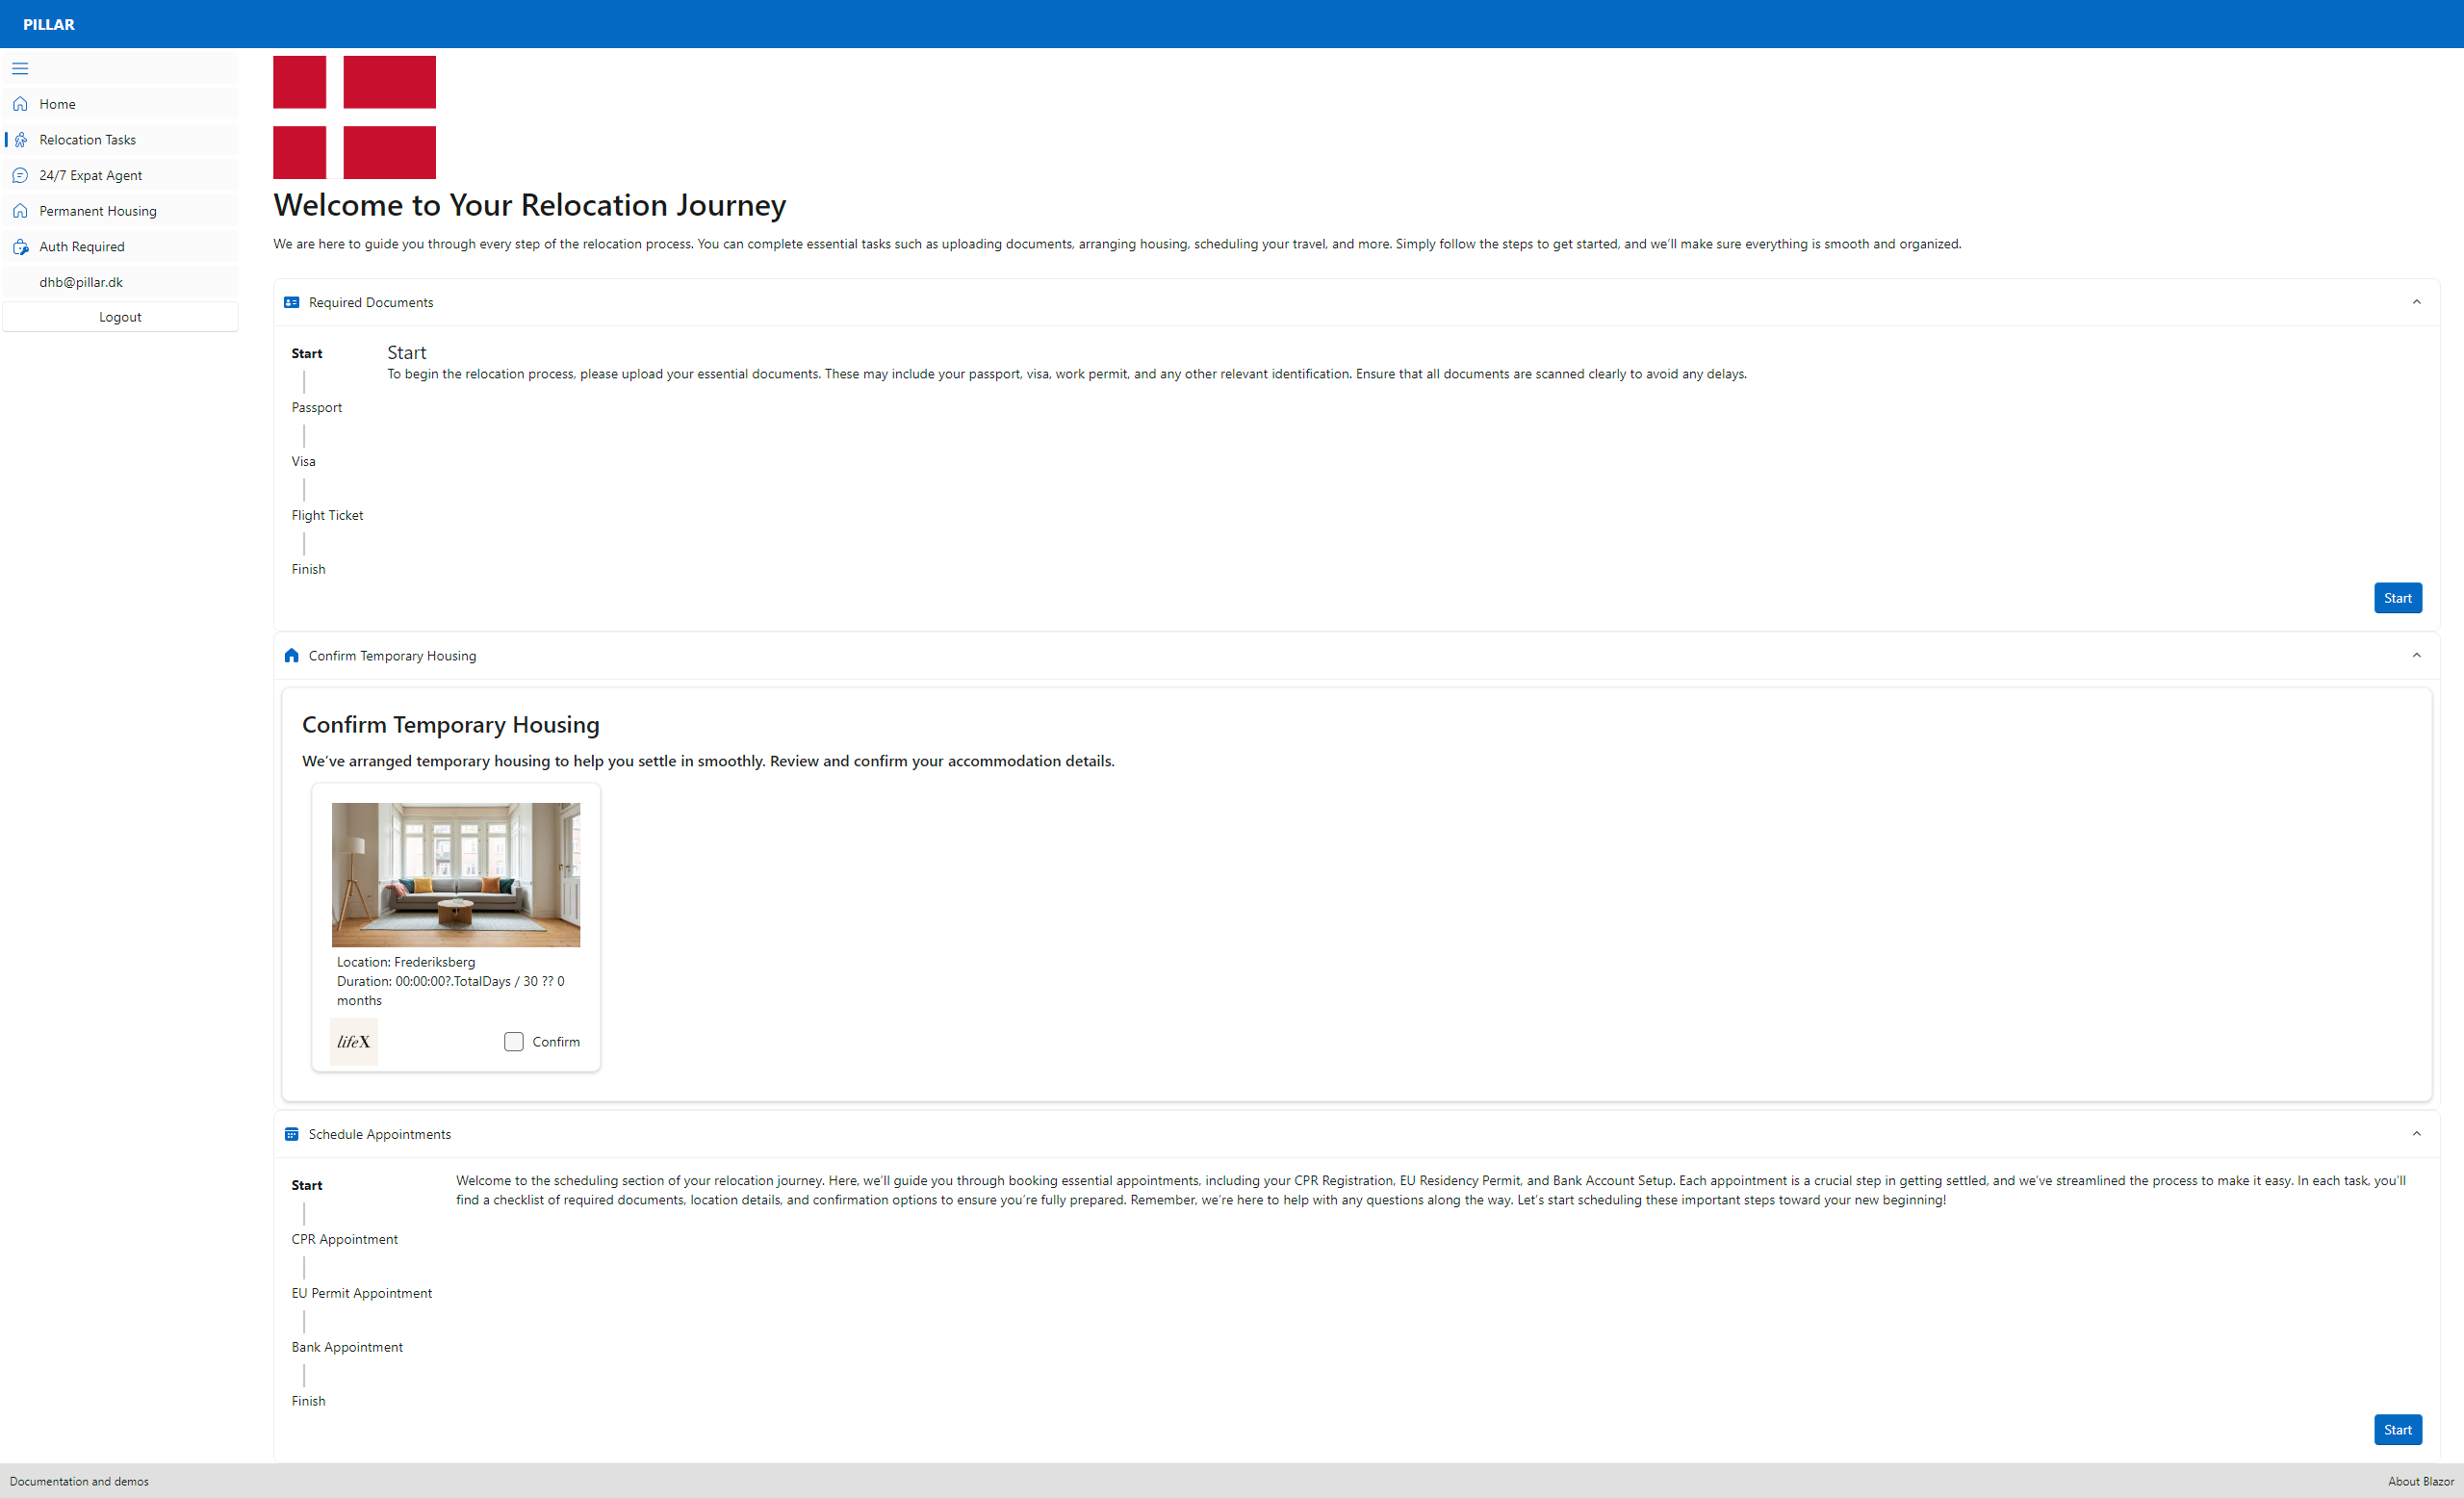 PILLAR
Home
Relocation Tasks
24/7 Expat Agent
Permanent Housing
Auth Required
dhb@pillar.dk
Logout
Welcome to Your Relocation Journey
We are here to guide you through every step of the relocation process. You can complete essential tasks such as uploading documents, arranging housing, scheduling your travel, and more. Simply follow the steps to get started, and we'll make sure everything is smooth and organized.
Required Documents
Start
Passport
Visa
Flight Ticket
Finish
Start
To begin the relocation process, please upload your essential documents. These may include your passport, visa, work permit, and any other relevant identification. Ensure that all documents are scanned clearly to avoid any delays.
Start
Confirm Temporary Housing
Confirm Temporary Housing
We've arranged temporary housing to help you settle in smoothly. Review and confirm your accommodation details.
Location: Frederiksberg
Duration: 00:00:00?.TotalDays / 30 ?? 0
months
lifeX
Confirm
Schedule Appointments
Start
CPR Appointment
EU Permit Appointment
Bank Appointment
Finish
Welcome to the scheduling section of your relocation journey. Here, we'll guide you through booking essential appointments, including your CPR Registration, EU Residency Permit, and Bank Account Setup. Each appointment is a crucial step in getting settled, and we've streamlined the process to make it easy. In each task, you'll
find a checklist of required documents, location details, and confirmation options to ensure you're fully prepared. Remember, we're here to help with any questions along the way. Let's start scheduling these important steps toward your new beginning!
Start
Documentation and demos
About Blazor